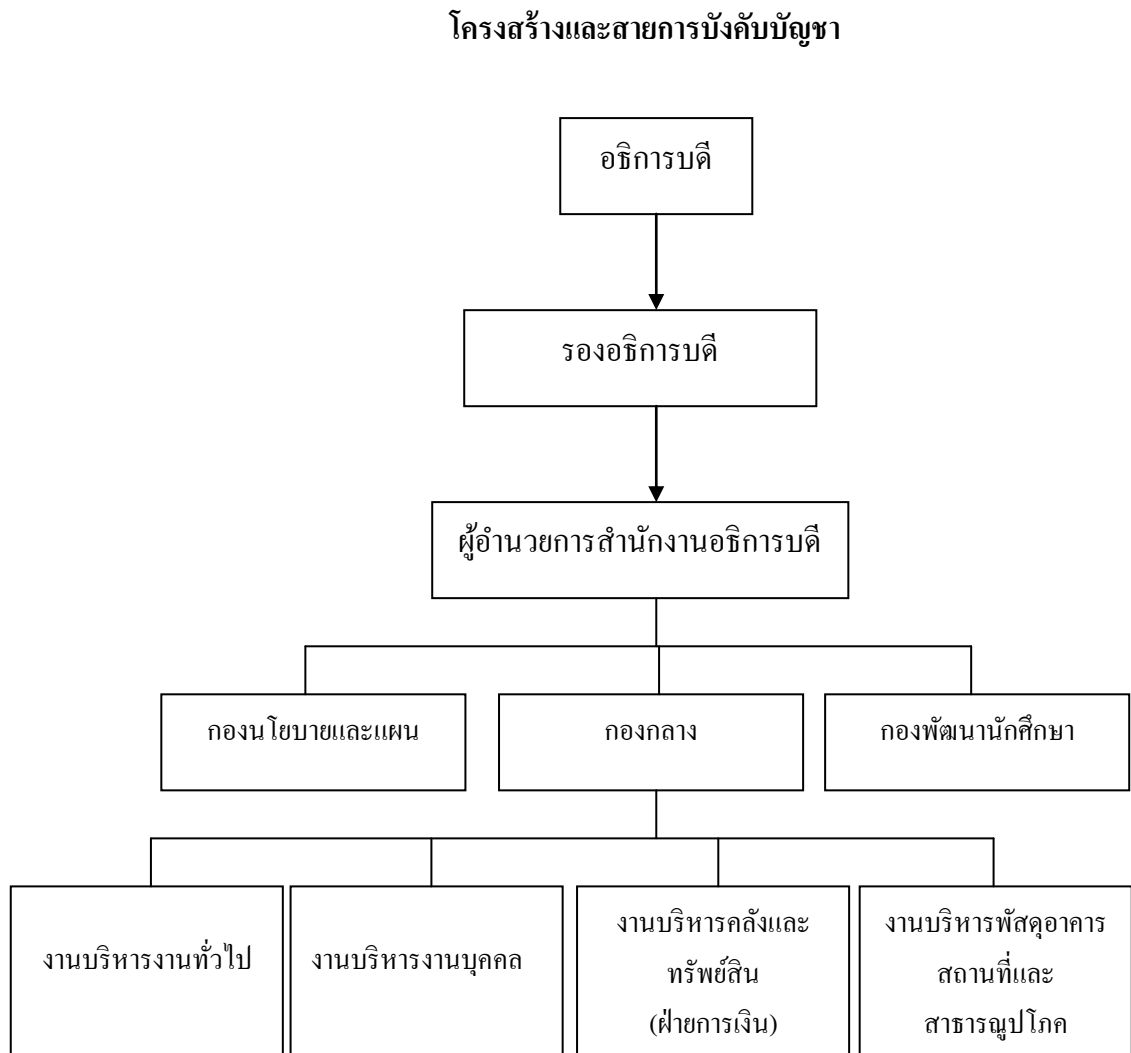 โครงสร้างและสายการบังคับบัญชา
อธิการบดี
รองอธิการบดี
ผู้อำนวยการสำนักงานอธิการบดี
กองนโยบายและแผน
กองกลาง
กองพัฒนานักศึกษา
งานบริหารงานทั่วไป
งานบริหารงานบุคคล
งานบริหารคลังและ
ทรัพย์สิน
(ฝ่ายการเงิน)
งานบริหารพัสดุอาคาร
สถานที่และ
สาธารณูปโภค